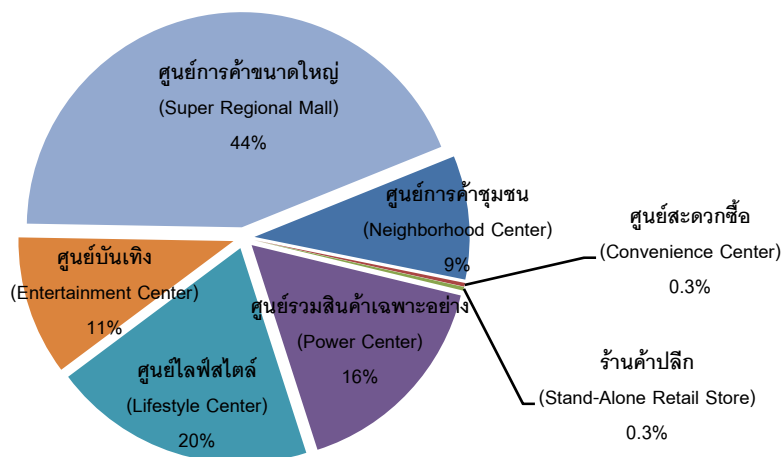 ศูนย์การค้าขนาดใหญ่
(Super Regional Mall)
44%
ศูนย์การค้าชุมชน
(Neighborhood Center)
9%
ศูนย์สะดวกซื้อ
(Convenience Center)
0.3%
ศูนย์บันเทิง
(Entertainment Center)
11%
ศูนย์รวมสินค้าเฉพาะอย่าง
(Power Center)
16%
ศูนย์ไลฟ์สไตล์
(Lifestyle Center)
20%
ร้านค้าปลีก
(Stand-Alone Retail Store)
0.3%